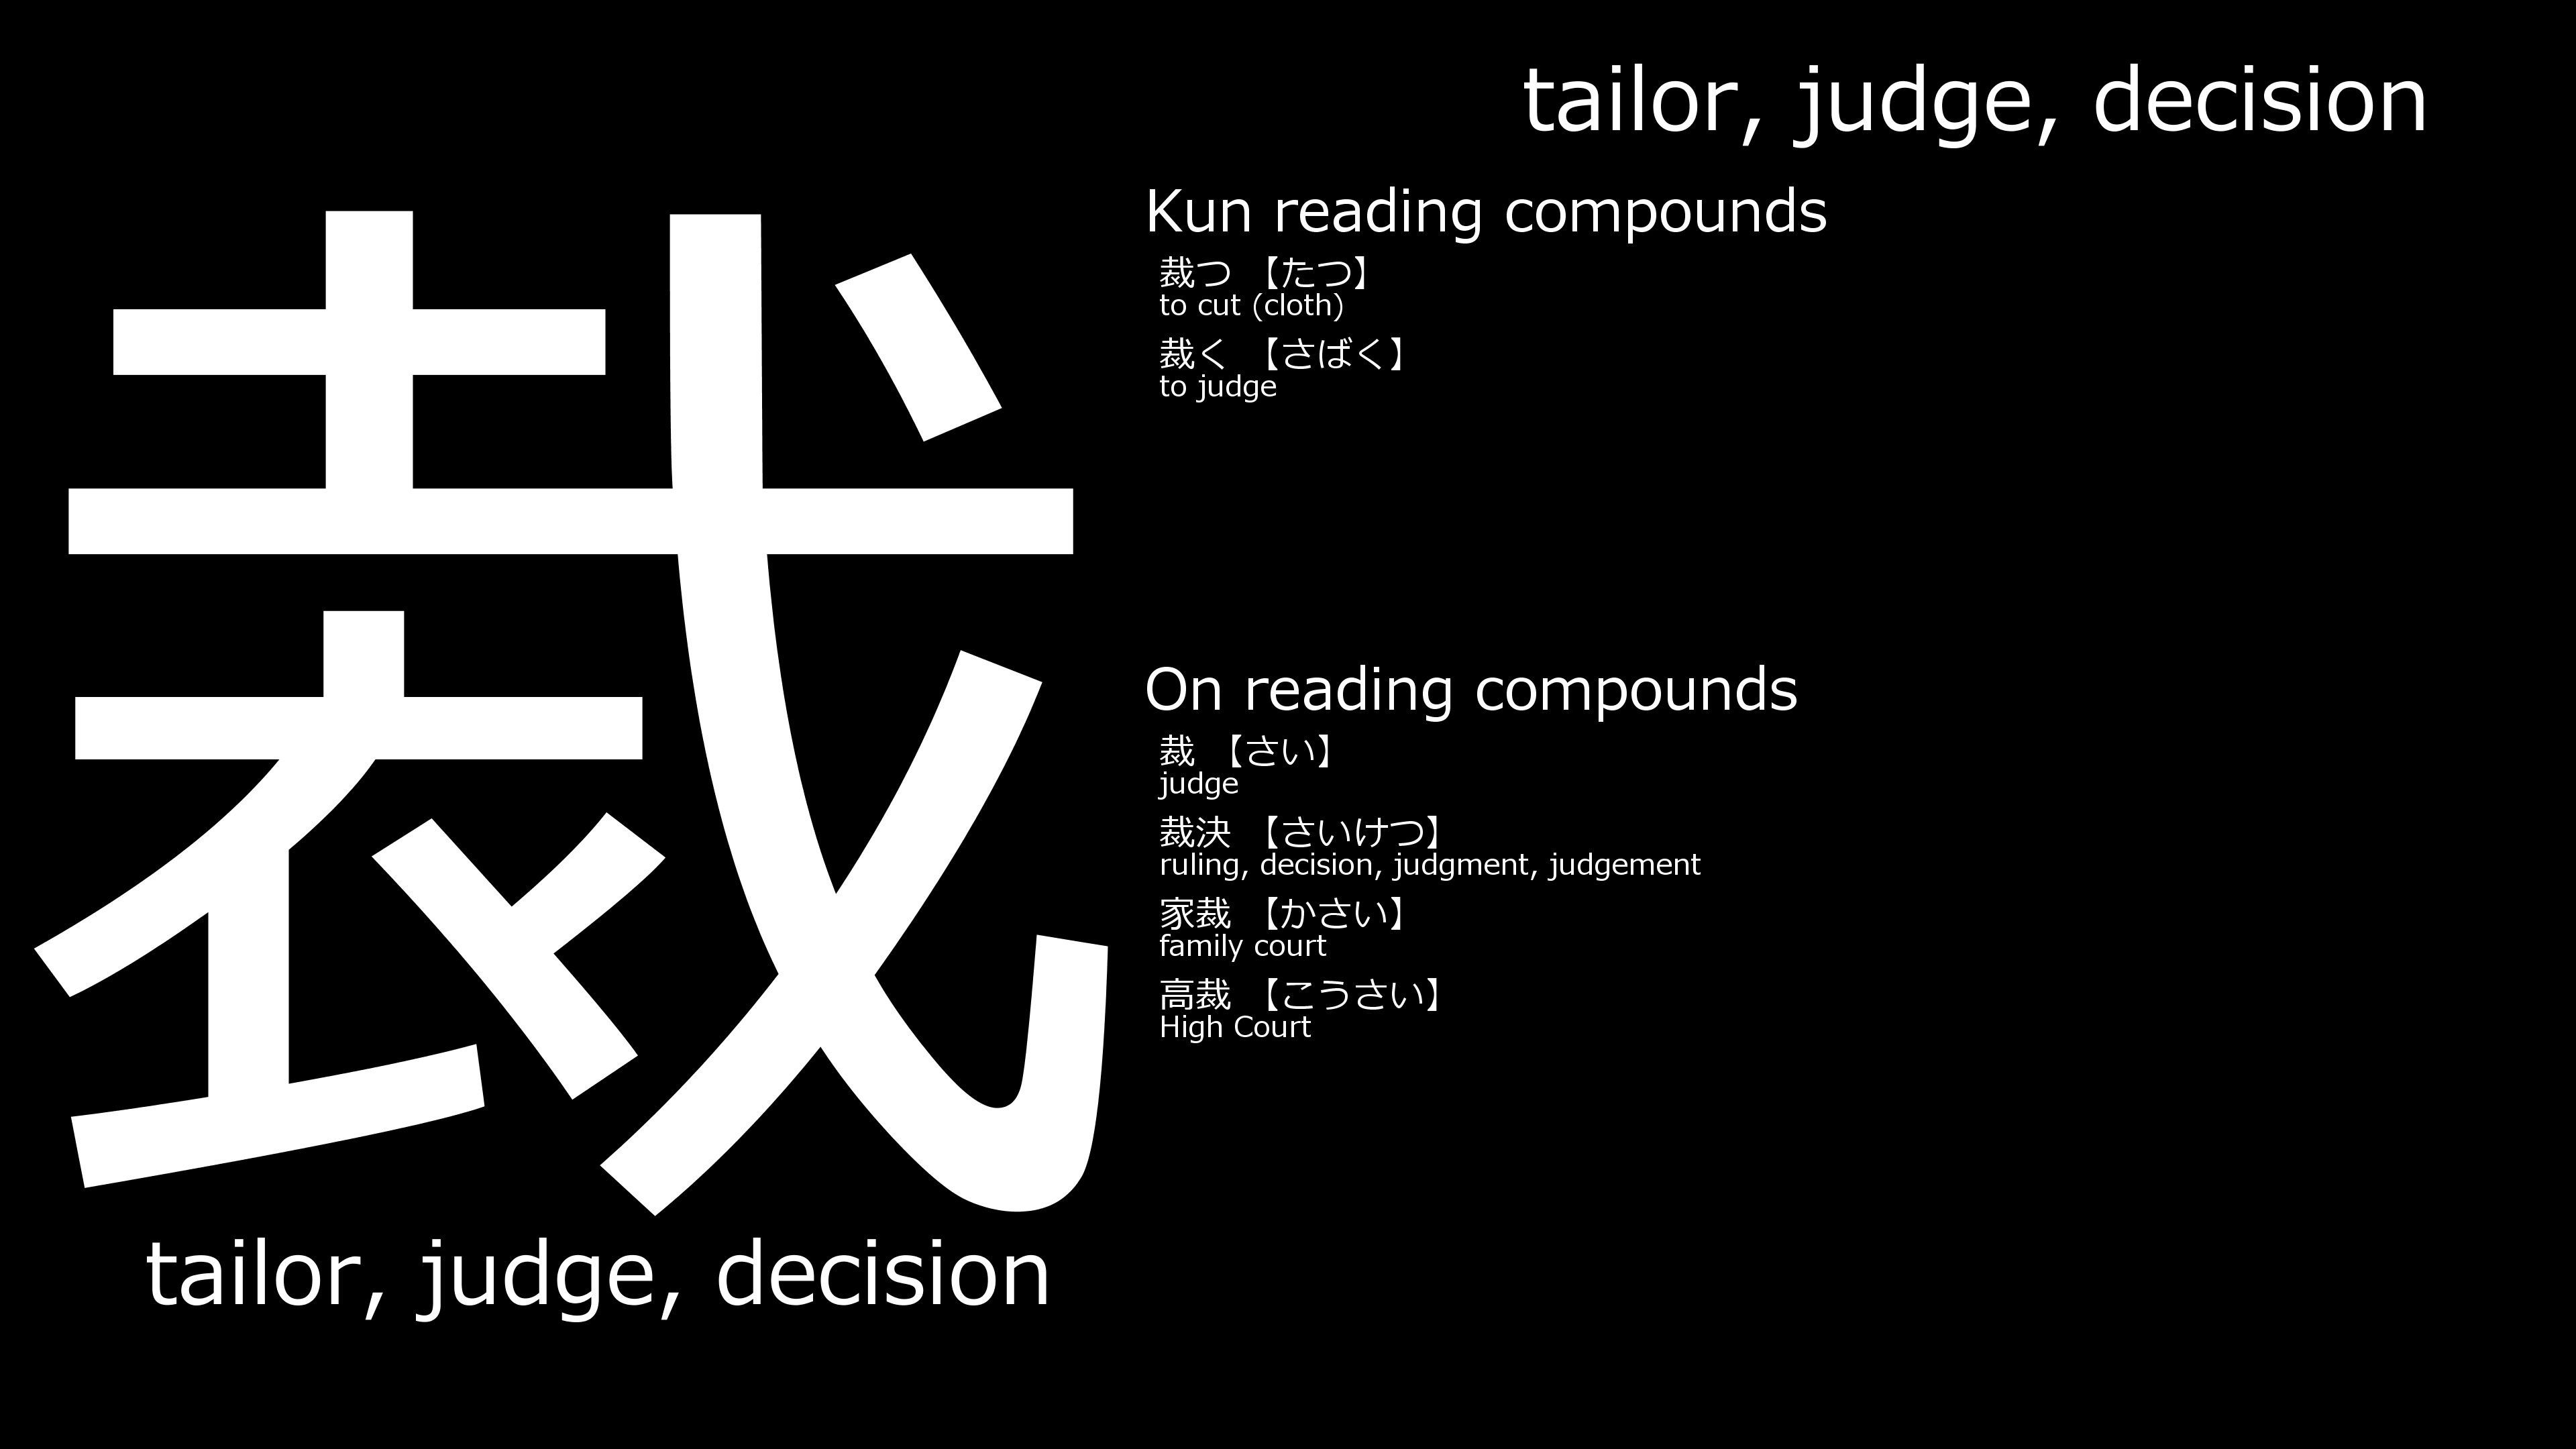 tailor, judge, decision
裁
tailor, judge, decision
Kun reading compounds
裁つ 【たつ】
to cut (cloth)
裁く 【さばく】
to judge
On reading compounds
裁 【さい】
judge
裁決 【さいけつ】
ruling, decision, judgment, judgement
家裁 【かさい】
family court
高裁 【こうさい】
High Court